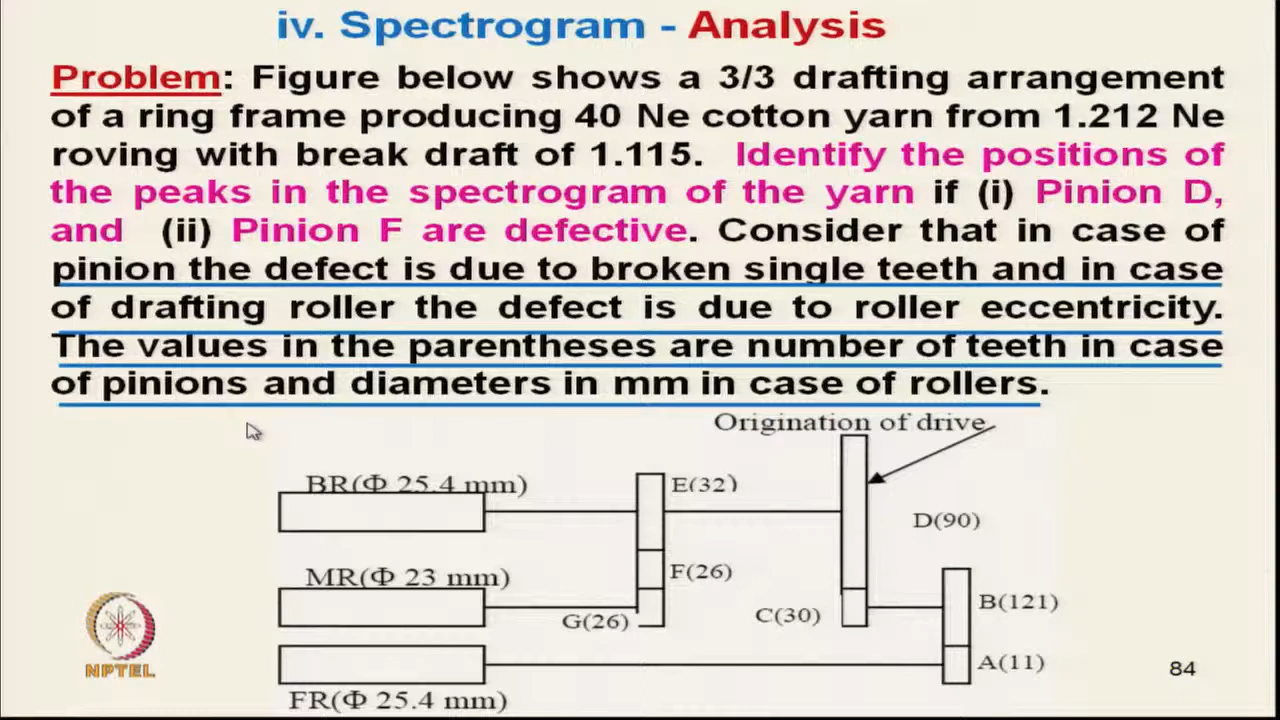 iv. Spectrogram - Analysis
Problem: Figure below shows a 3/3 drafting arrangement
of a ring frame producing 40 Ne cotton yarn from 1.212 Ne
roving with break draft of 1.115. Identify the positions of
the peaks in the spectrogram of the yarn if (i) Pinion D,
and (ii) Pinion F are defective. Consider that in case of
pinion the defect is due to broken single teeth and in case
of drafting roller the defect is due to roller eccentricity.
The values in the parentheses are number of teeth in case
of pinions and diameters in mm in case of rollers.
Origination of drive
BR(Φ 25.4 mm)
E(32)
D(90)
MR(Φ 23 mm)
F(26)
G(26)
C(30)
B(121)
A(11)
FR(Φ 25.4 mm)
NPTEL
84